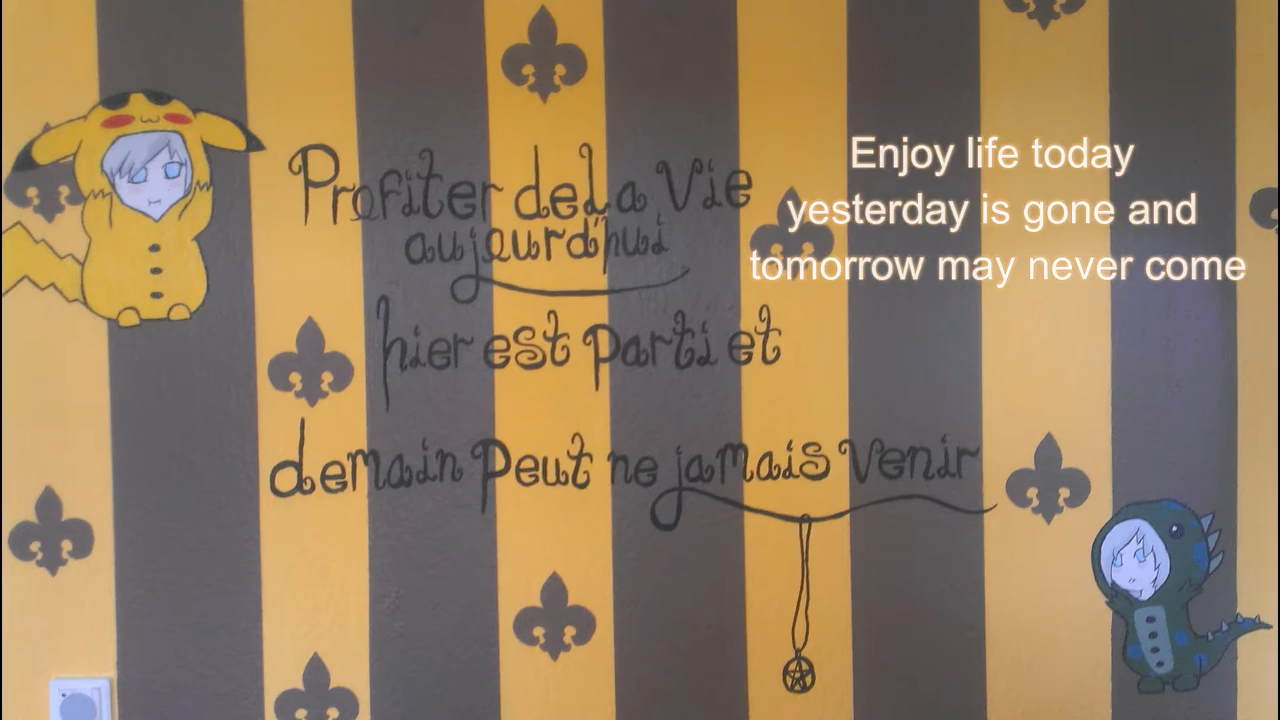 Profiter de La Vie
aujourd'hui
hier est parti et
demain peut ne jamais Venir
Enjoy life today
yesterday is gone and
tomorrow may never come